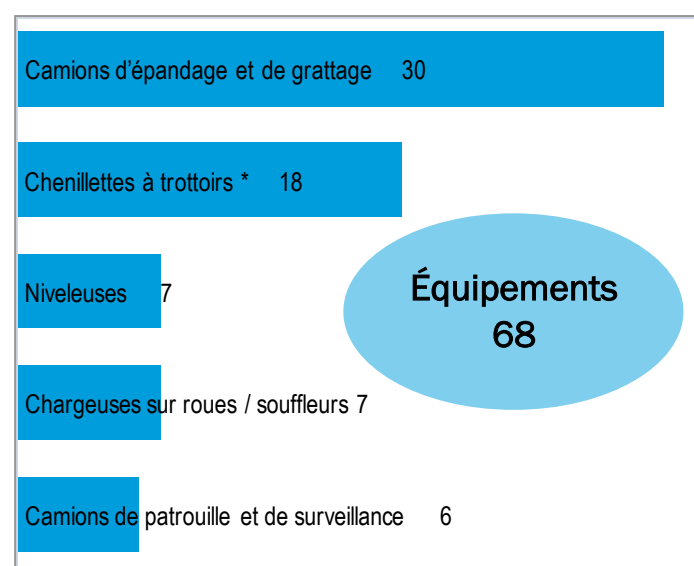 Camions d'épandage et de grattage 30
Chenillettes à trottoirs * 18
Niveleuses 7
Équipements
68
Chargeuses sur roues / souffleurs 7
Camions de patrouille et de surveillance 6